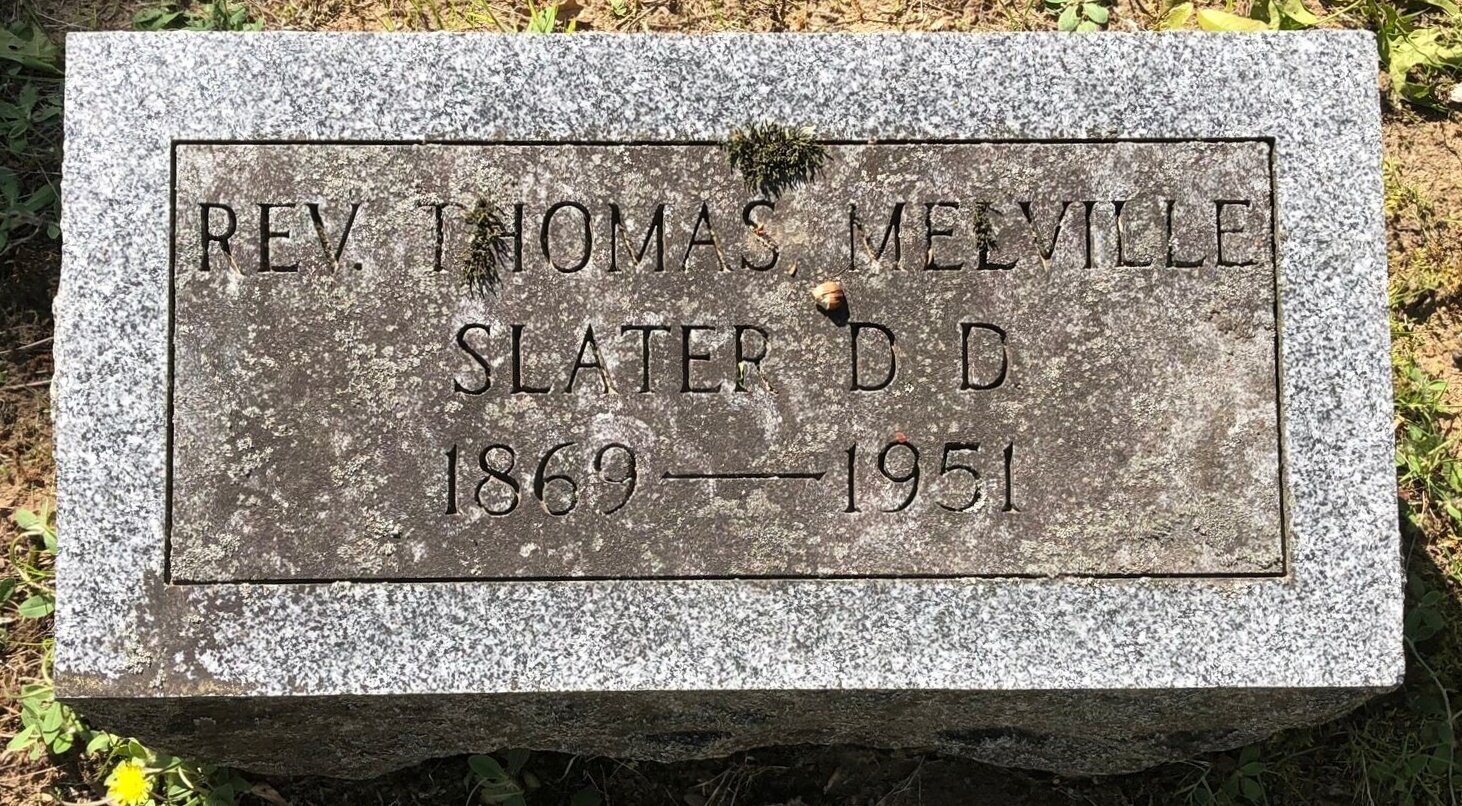 REV. THOMAS MELVILLE
SLATER D. D.
1869 — 1951